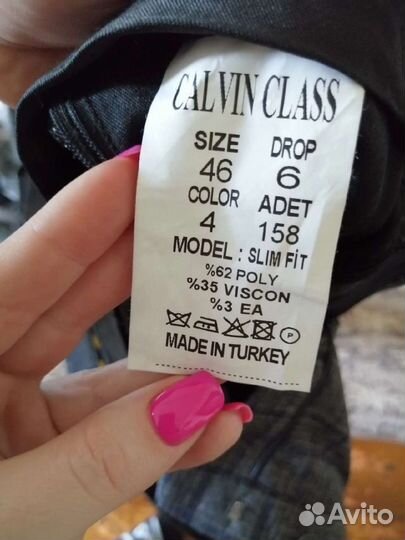 CALVIN CLASS
SIZE DROP
46 6
COLOR ADET
4 158
MODEL : SLIM FİT
%62 POLY
%35 VISCON
%3 EA
P
MADE IN TURKEY
Avito